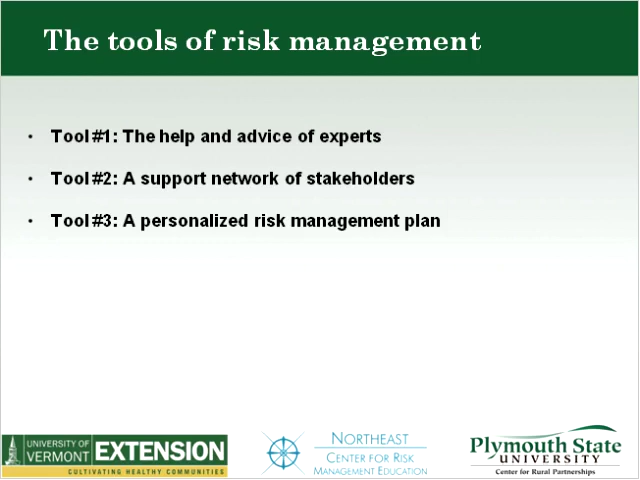 The tools of risk management
• Tool #1: The help and advice of experts
• Tool #2: A support network of stakeholders
• Tool #3: A personalized risk management plan
UNIVERSITY OF
VERMONT
EXTENSION
CULTIVATING HEALTHY COMMUNITIES
NORTHEAST
CENTER FOR RISK
MANAGEMENT EDUCATION
Plymouth State
UNIVERSITY
Center for Rural Partnerships